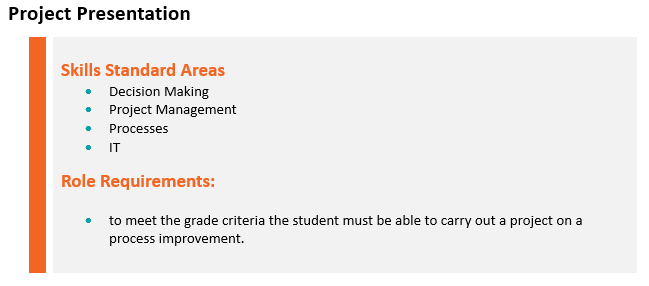 Project Presentation
Skills Standard Areas
• Decision Making
• Project Management
• Processes
• IT
Role Requirements:
• to meet the grade criteria the student must be able to carry out a project on a
process improvement.